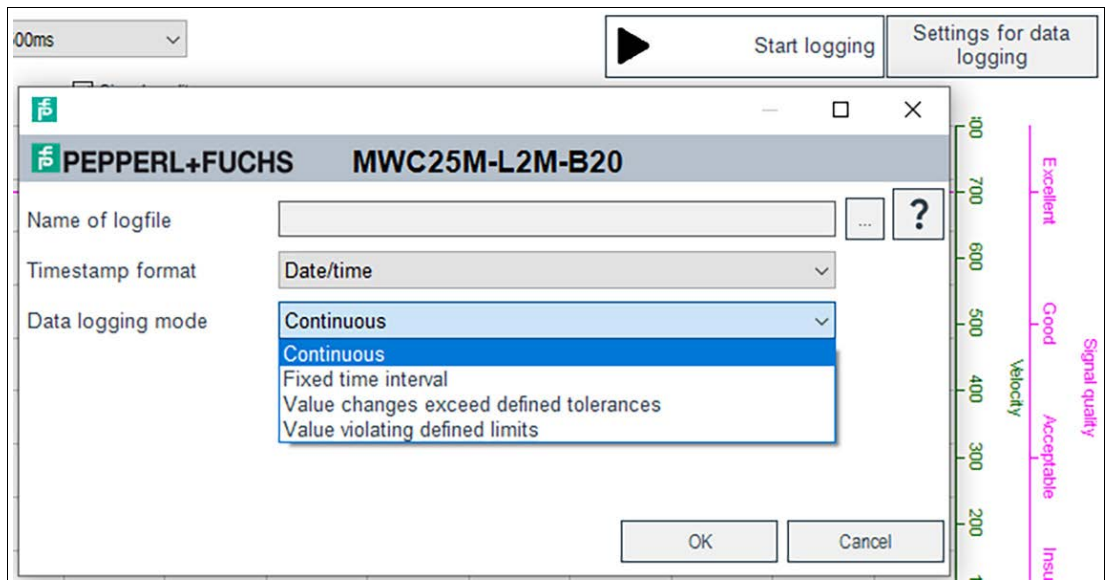 00ms
Start logging
Settings for data
logging
PEPPERL+FUCHS MWC25M-L2M-B20
Name of logfile
...
?
Timestamp format
Date/time
Data logging mode
Continuous
Continuous
Fixed time interval
Value changes exceed defined tolerances
Value violating defined limits
OK
Cancel
700
600
500
400
300
200
Velocity
Excellent
Good
Acceptable
Signal quality